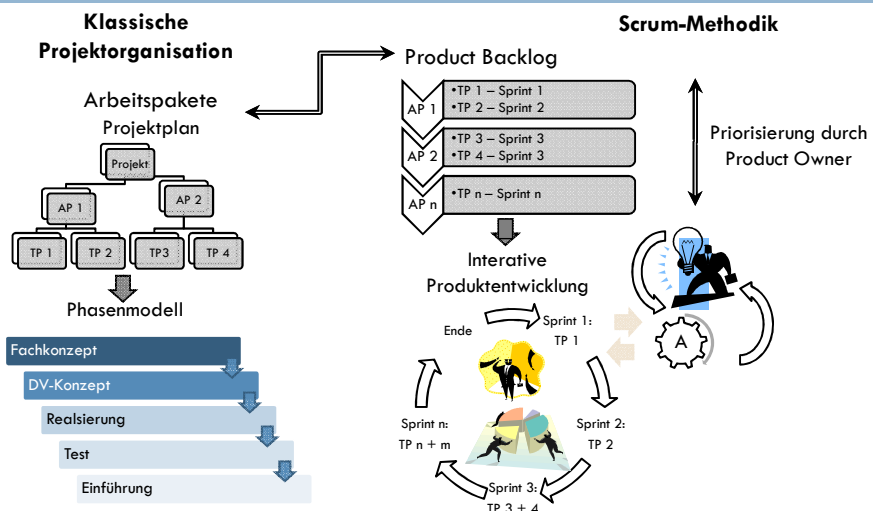 Klassische
Projektorganisation
Scrum-Methodik
Arbeitspakete
Projektplan
Projekt
AP 1
AP 2
TP 1
TP 2
TP3
TP 4
Phasenmodell
Fachkonzept
DV-Konzept
Realsierung
Test
Einführung
Product Backlog
AP 1
•TP 1 – Sprint 1
•TP 2 – Sprint 2
AP 2
•TP 3 – Sprint 3
•TP 4 – Sprint 3
AP n
•TP n – Sprint n
Interative
Produktentwicklung
Ende
Sprint 1:
TP 1
Sprint 2:
TP 2
Sprint 3:
TP 3 + 4
Sprint n:
TP n + m
Priorisierung durch
Product Owner
A